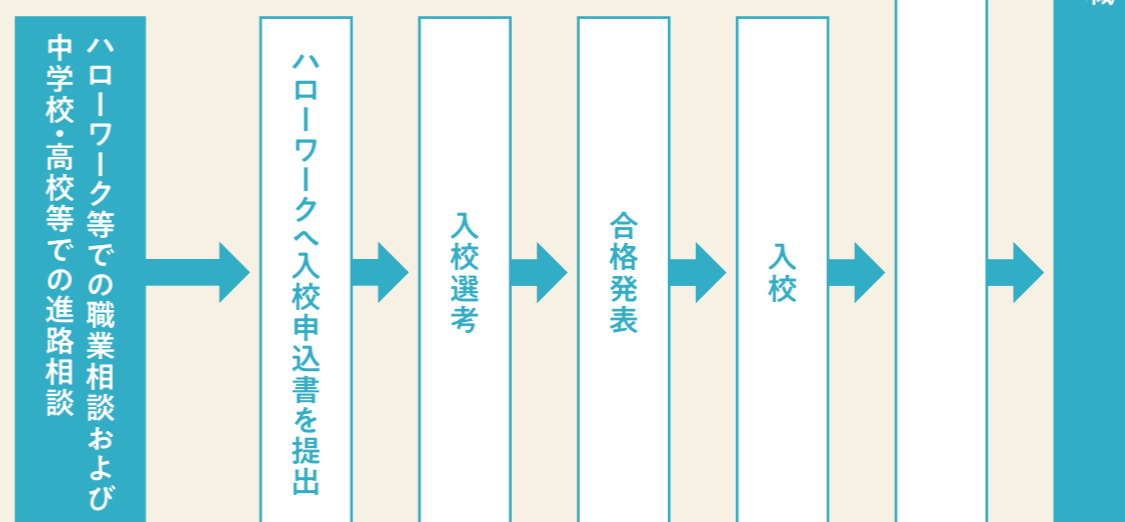 ハローワーク等での職業相談および
中学校・高校等での進路相談
ハローワークへ入校申込書を提出
入校選考
合格発表
入校